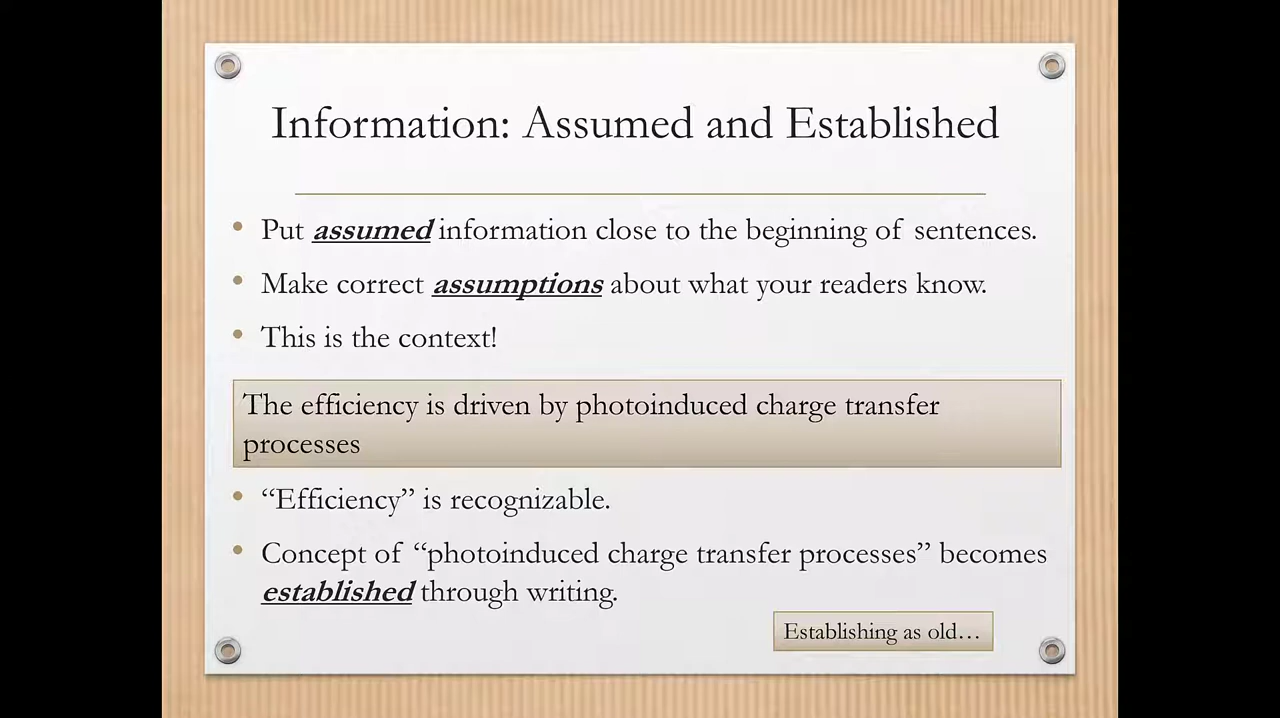 Information: Assumed and Established
• Put assumed information close to the beginning of sentences.
• Make correct assumptions about what your readers know.
• This is the context!
The efficiency is driven by photoinduced charge transfer
processes
• “Efficiency” is recognizable.
• Concept of “photoinduced charge transfer processes” becomes
established through writing.
Establishing as old…